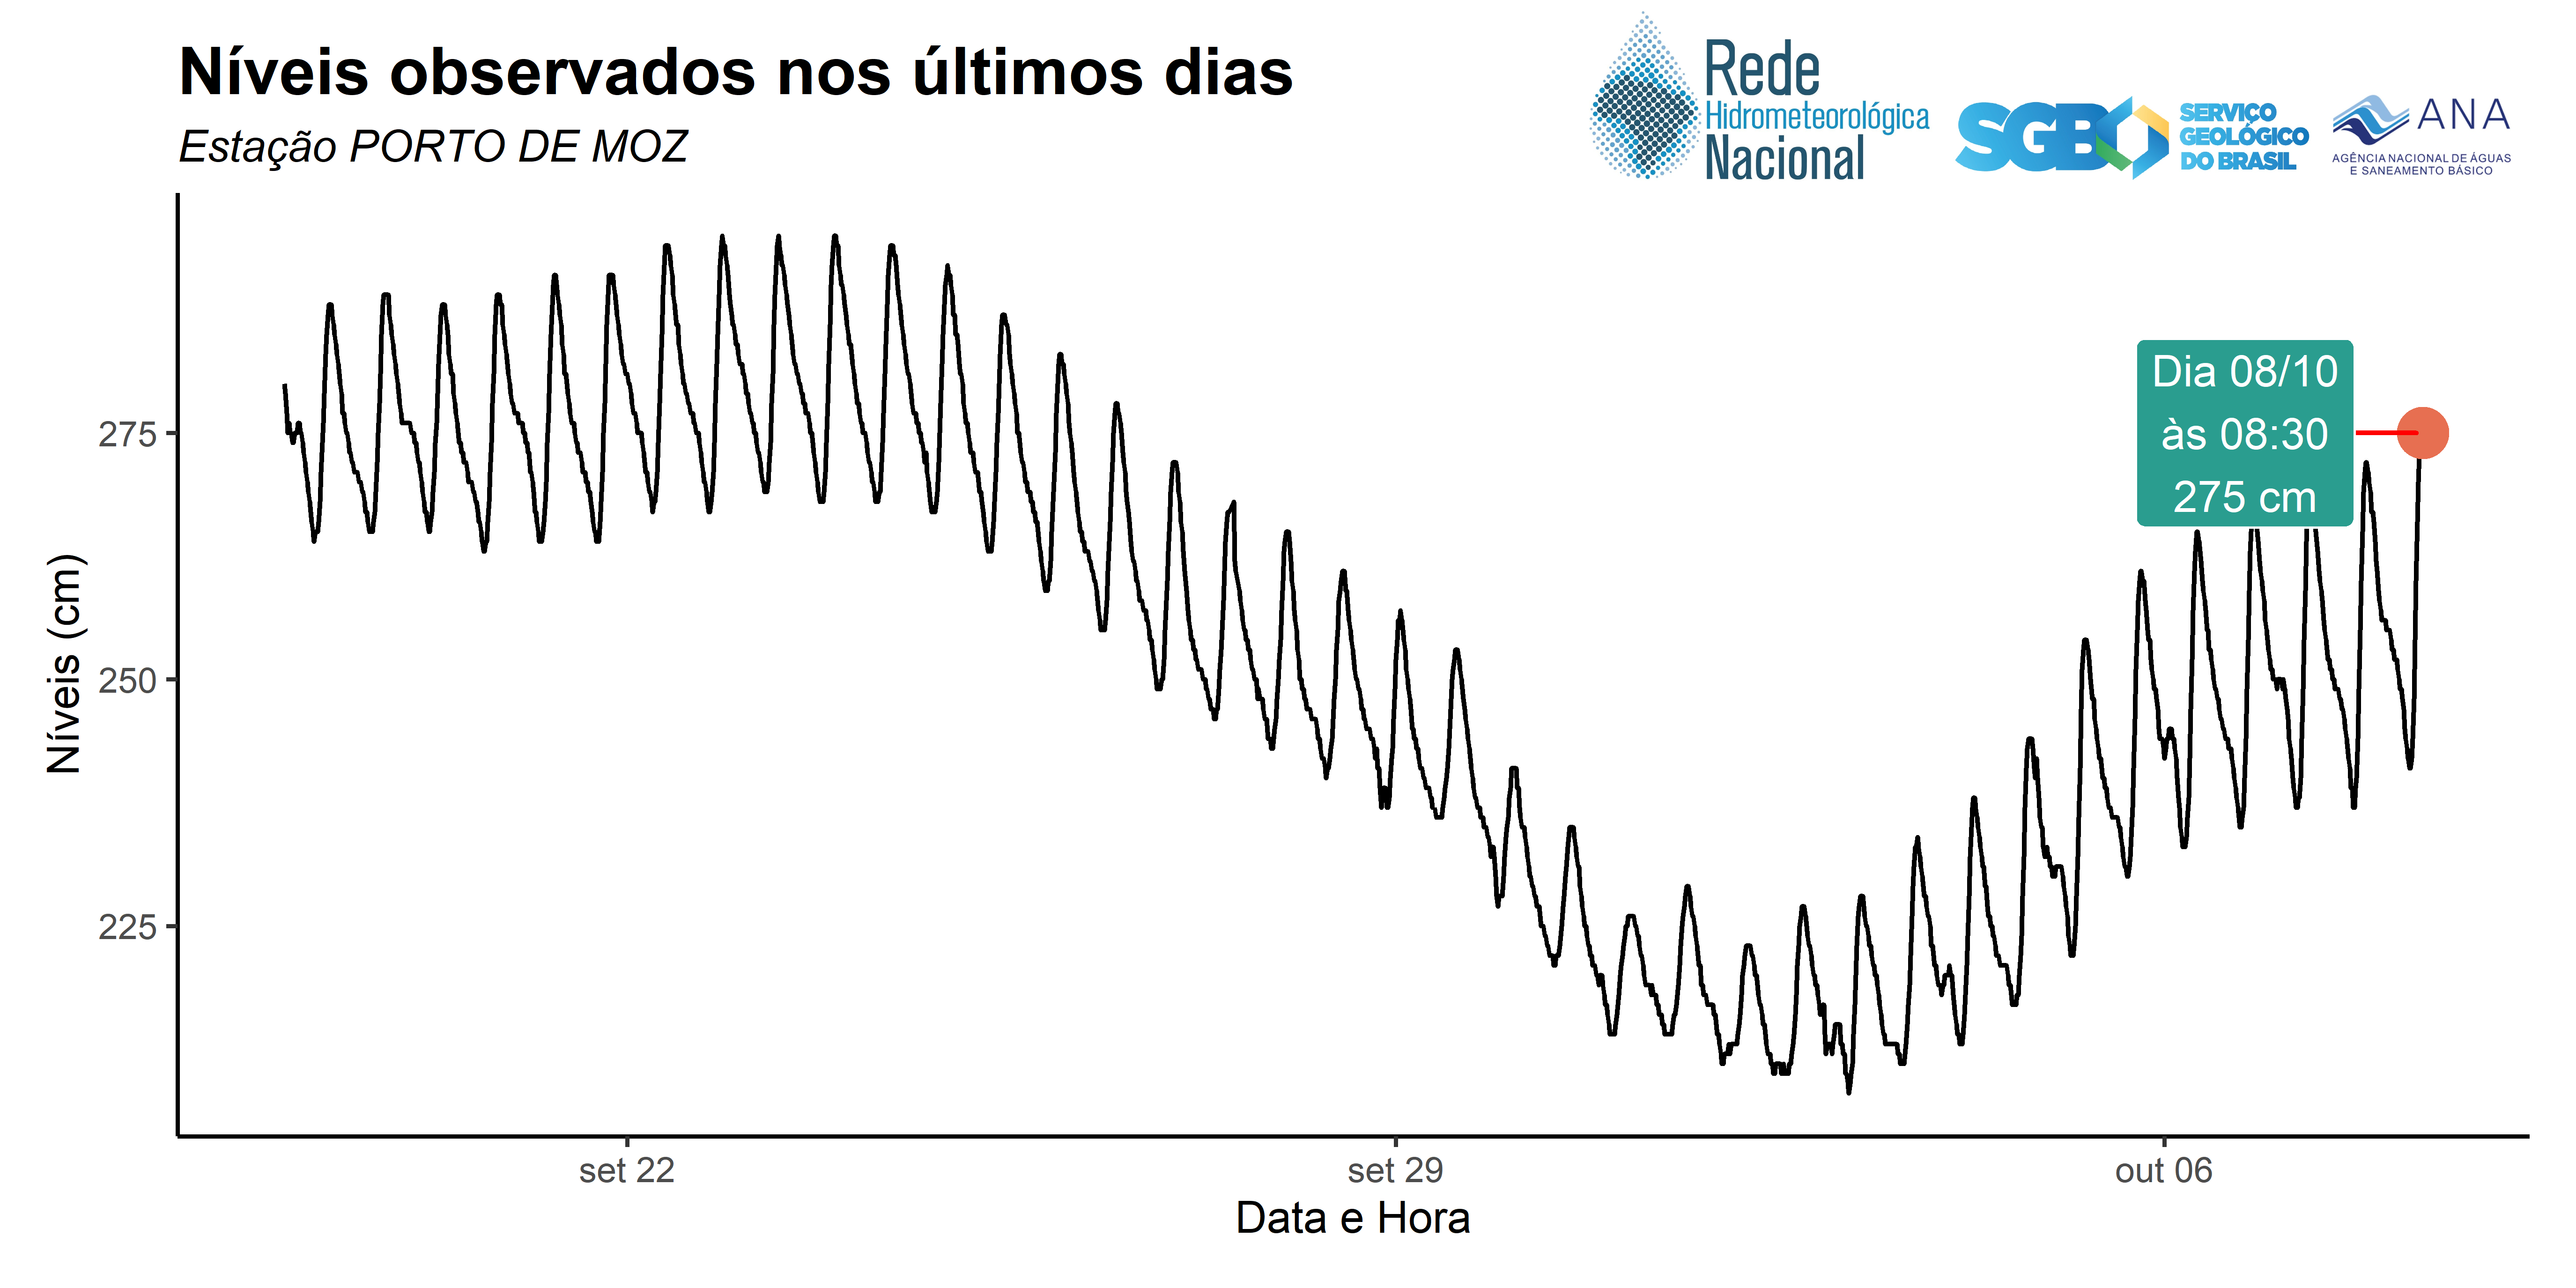 Níveis observados nos últimos dias
Estação PORTO DE MOZ
Rede
Hidrometeorológica
Nacional
SGB
SERVIÇO
GEOLÓGICO
DO BRASIL
ANA
AGÊNCIA NACIONAL DE ÁGUAS
E SANEAMENTO BÁSICO
Dia 08/10
às 08:30
275 cm
275
250
225
Níveis (cm)
set 22
set 29
out 06
Data e Hora